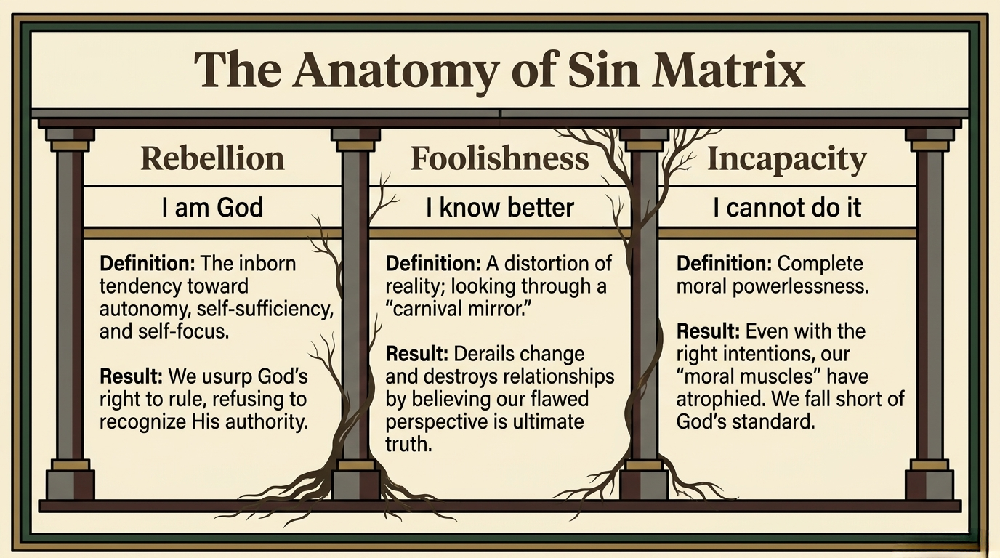 The Anatomy of Sin Matrix
Rebellion
I am God
Definition: The inborn
tendency toward
autonomy, self-sufficiency,
and self-focus.
Result: We usurp God’s
right to rule, refusing to
recognize His authority.
Foolishness
I know better
Definition: A distortion of
reality; looking through a
“carnival mirror.”
Result: Derails change
and destroys relationships
by believing our flawed
perspective is ultimate
truth.
Incapacity
I cannot do it
Definition: Complete
moral powerlessness.
Result: Even with the
right intentions, our
“moral muscles” have
atrophied. We fall short of
God’s standard.